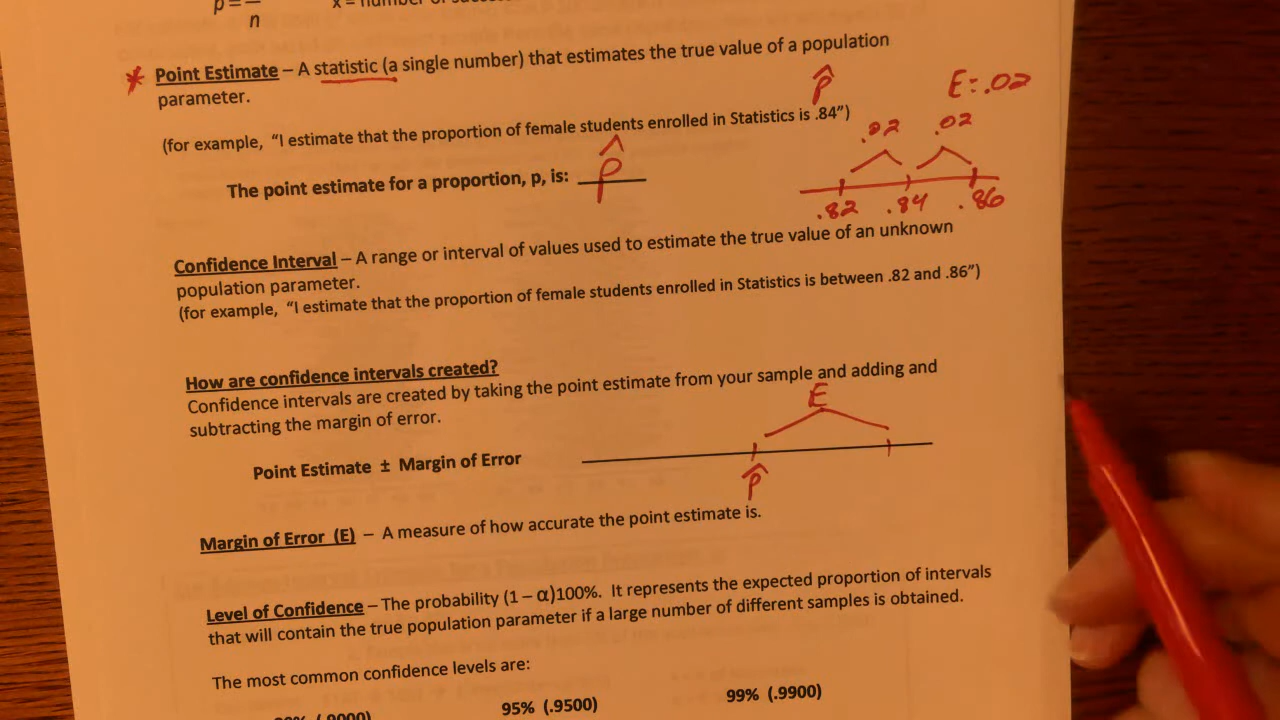 p = n
x = number of
* Point Estimate – A statistic (a single number) that estimates the true value of a population
parameter.
p̂
E = .02
(for example, "I estimate that the proportion of female students enrolled in Statistics is .84")
.02 .02
The point estimate for a proportion, p, is: p̂
.82 .84 .86
Confidence Interval – A range or interval of values used to estimate the true value of an unknown
population parameter.
(for example, "I estimate that the proportion of female students enrolled in Statistics is between .82 and .86")
How are confidence intervals created?
Confidence intervals are created by taking the point estimate from your sample and adding and
subtracting the margin of error.
E
Point Estimate ± Margin of Error
p̂
Margin of Error (E) – A measure of how accurate the point estimate is.
Level of Confidence – The probability (1 – α)100%. It represents the expected proportion of intervals
that will contain the true population parameter if a large number of different samples is obtained.
The most common confidence levels are:
95% (.9500) 99% (.9900)